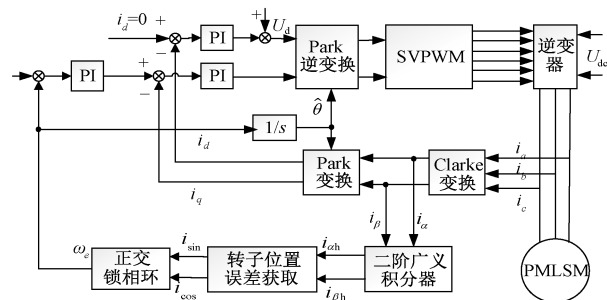 i_d=0
+
−
PI
+
U_d
Park
逆变换
SVPWM
逆变
器
U_dc
PI
+
−
PI
θ̂
1/s
i_d
i_q
Park
变换
Clarke
变换
i_a
i_b
i_c
i_β
i_α
ω_e
正交
锁相环
i_sin
i_cos
转子位置
误差获取
i_αh
i_βh
二阶广义
积分器
PMLSM